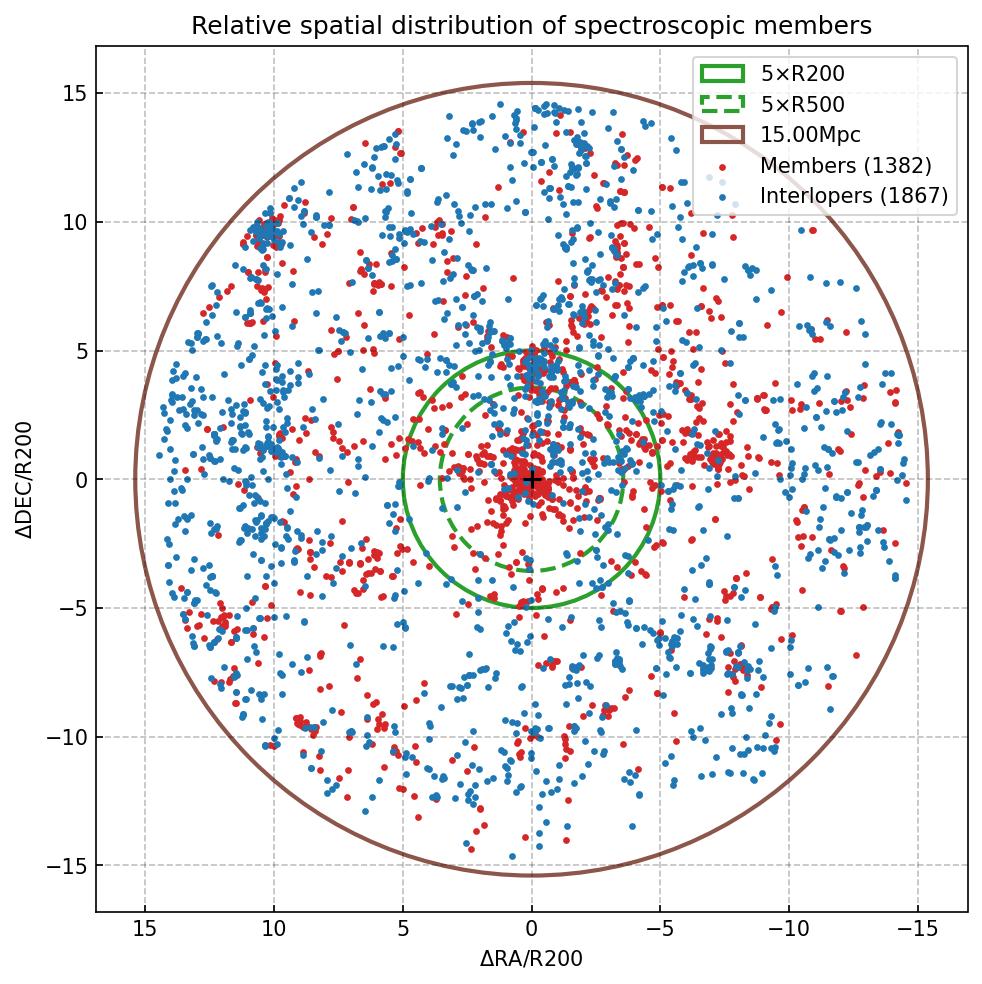 Relative spatial distribution of spectroscopic members
5×R200
5×R500
15.00Mpc
Members (1382)
Interlopers (1867)
ΔDEC/R200
15
10
5
0
−5
−10
−15
15 10 5 0 −5 −10 −15
ΔRA/R200